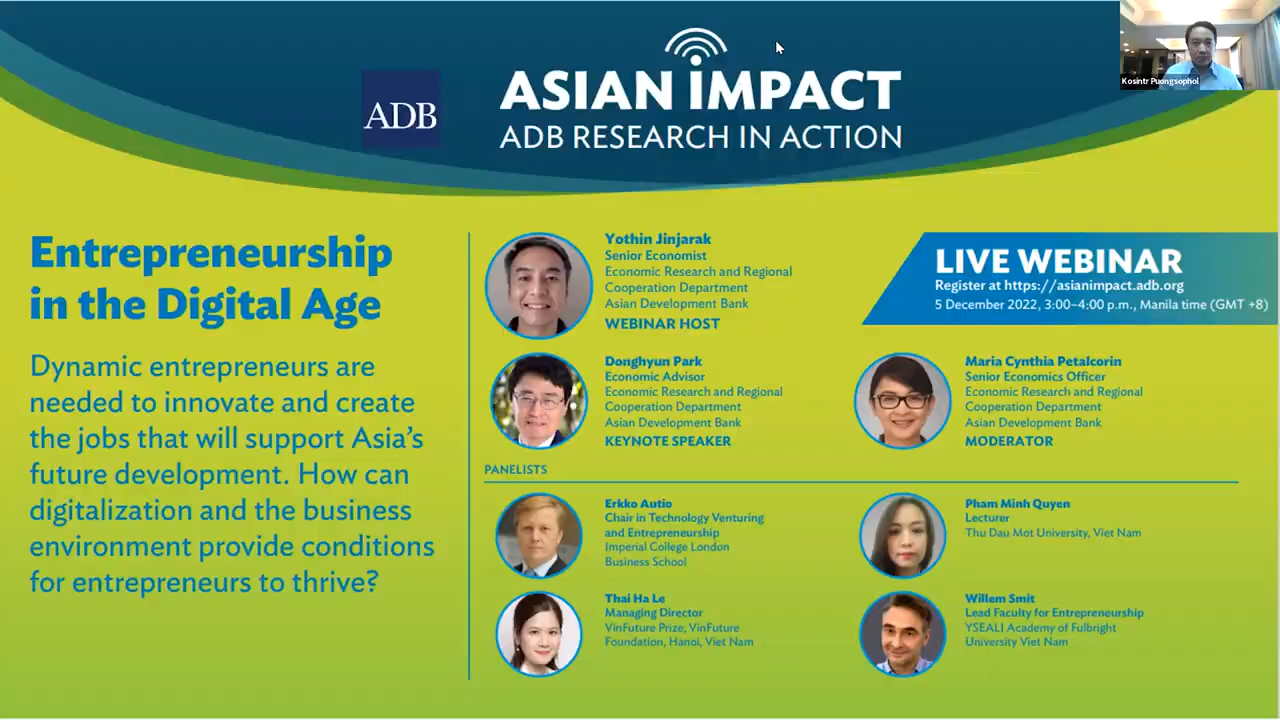 ADB
ASIAN IMPACT
ADB RESEARCH IN ACTION
Kosintr Puongsophol
Entrepreneurship
in the Digital Age
Dynamic entrepreneurs are
needed to innovate and create
the jobs that will support Asia's
future development. How can
digitalization and the business
environment provide conditions
for entrepreneurs to thrive?
Yothin Jinjarak
Senior Economist
Economic Research and Regional
Cooperation Department
Asian Development Bank
WEBINAR HOST
LIVE WEBINAR
Register at https://asianimpact.adb.org
5 December 2022, 3:00–4:00 p.m., Manila time (GMT +8)
Donghyun Park
Economic Advisor
Economic Research and Regional
Cooperation Department
Asian Development Bank
KEYNOTE SPEAKER
Maria Cynthia Petalcorin
Senior Economics Officer
Economic Research and Regional
Cooperation Department
Asian Development Bank
MODERATOR
PANELISTS
Erkko Autio
Chair in Technology Venturing
and Entrepreneurship
Imperial College London
Business School
Pham Minh Quyen
Lecturer
Thu Dau Mot University, Viet Nam
Thai Ha Le
Managing Director
VinFuture Prize, VinFuture
Foundation, Hanoi, Viet Nam
Willem Smit
Lead Faculty for Entrepreneurship
YSEALI Academy of Fulbright
University Viet Nam